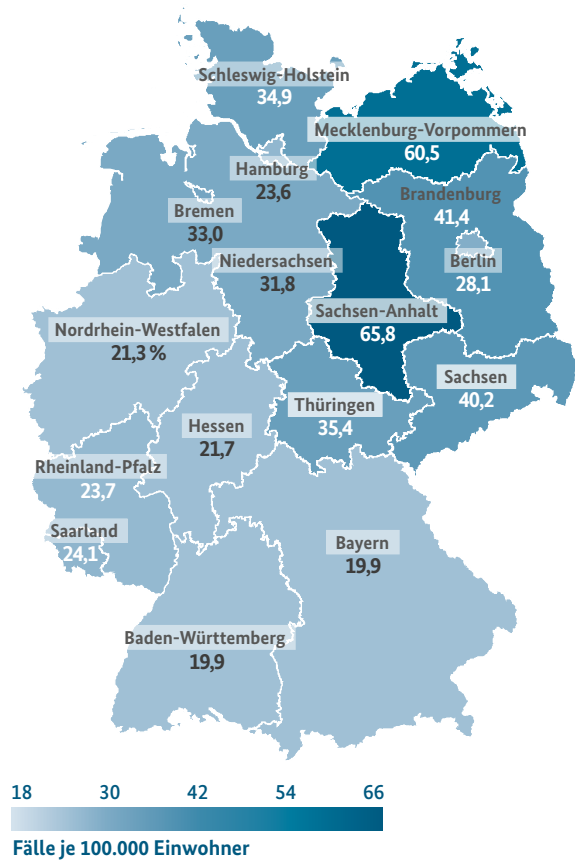 Schleswig-Holstein
34,9
Mecklenburg-Vorpommern
60,5
Hamburg
23,6
Brandenburg
41,4
Bremen
33,0
Niedersachsen
31,8
Berlin
28,1
Sachsen-Anhalt
65,8
Nordrhein-Westfalen
21,3 %
Sachsen
40,2
Thüringen
35,4
Hessen
21,7
Rheinland-Pfalz
23,7
Saarland
24,1
Bayern
19,9
Baden-Württemberg
19,9
18 30 42 54 66
Fälle je 100.000 Einwohner